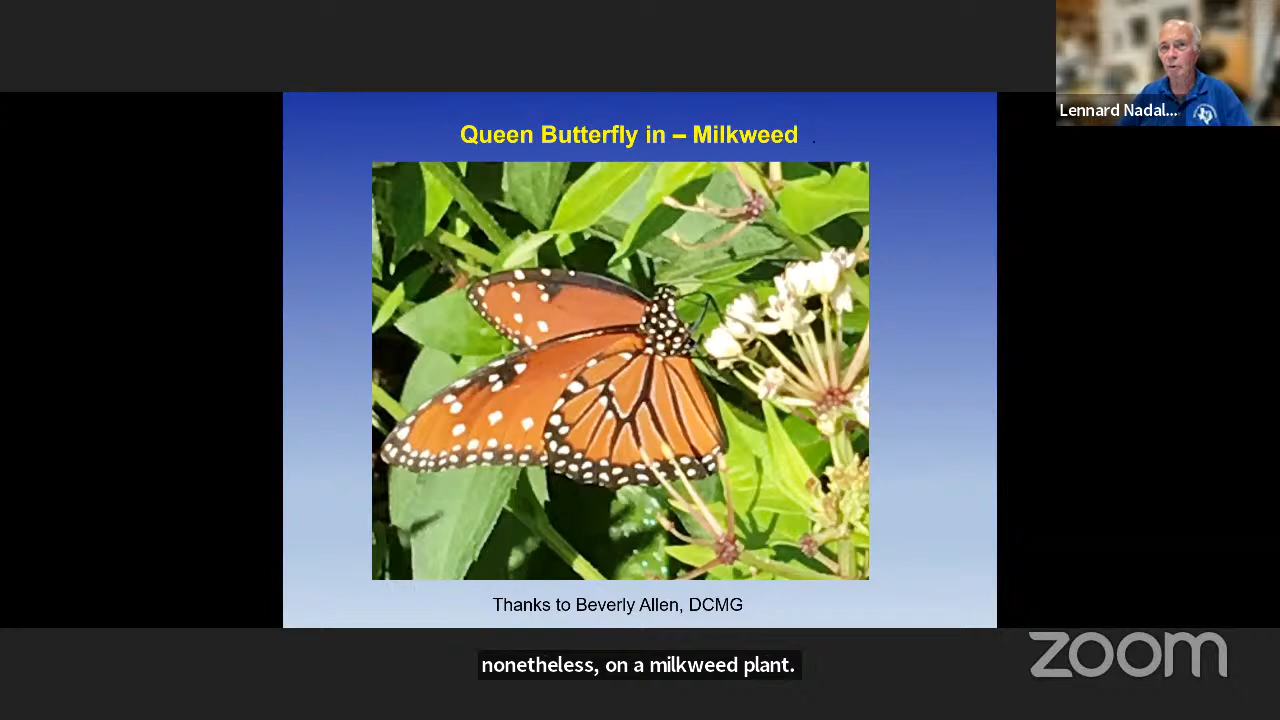 Lennard Nadal...
Queen Butterfly in – Milkweed
Thanks to Beverly Allen, DCMG
nonetheless, on a milkweed plant.
zoom